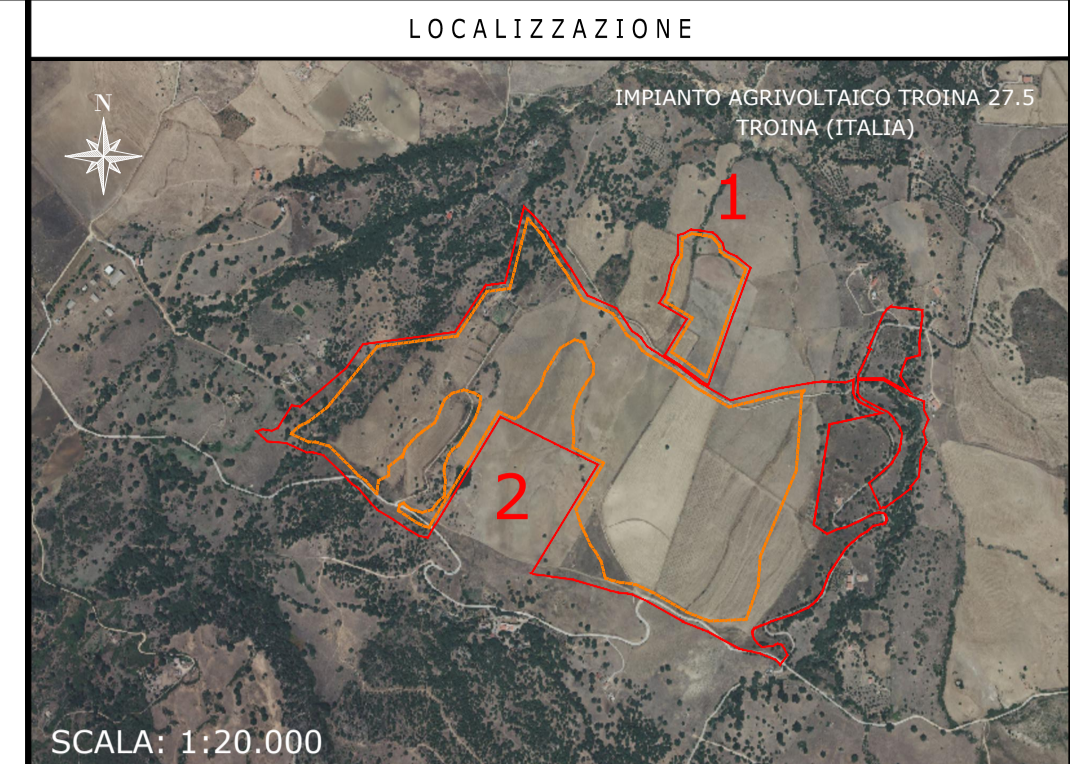 LOCALIZZAZIONE
N
IMPIANTO AGRIVOLTAICO TROINA 27.5
TROINA (ITALIA)
1
2
SCALA: 1:20.000